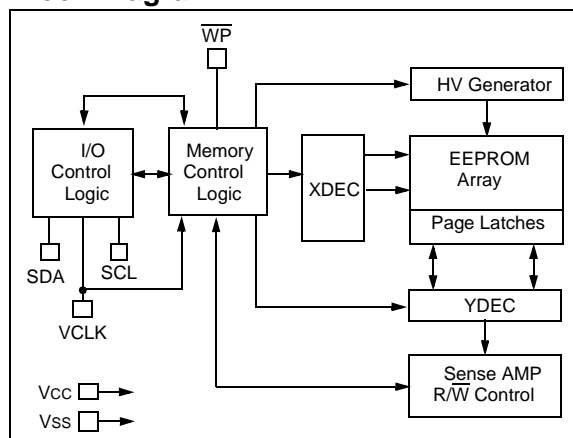 WP
HV Generator
I/O
Control
Logic
Memory
Control
Logic
XDEC
EEPROM
Array
Page Latches
SDA
SCL
VCLK
YDEC
Sense AMP
R/W Control
Vcc
Vss